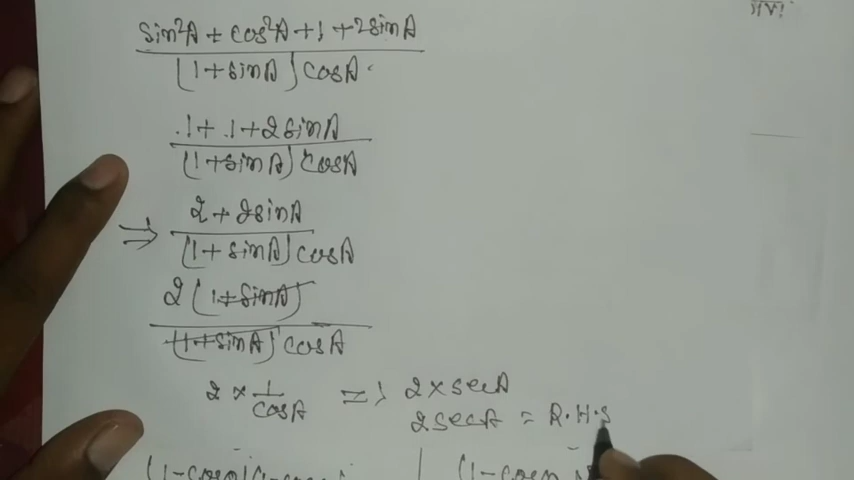 sin²A + cos²A + 1 + 2sinA
(1+sinA) cosA
1 + 1 + 2sinA
(1+sinA) cosA
⇒ 2 + 2sinA
(1+sinA) cosA
2(1+sinA)
(1+sinA) cosA
2 × 1/cosA ⇒ 2 × secA
2secA = R.H.S